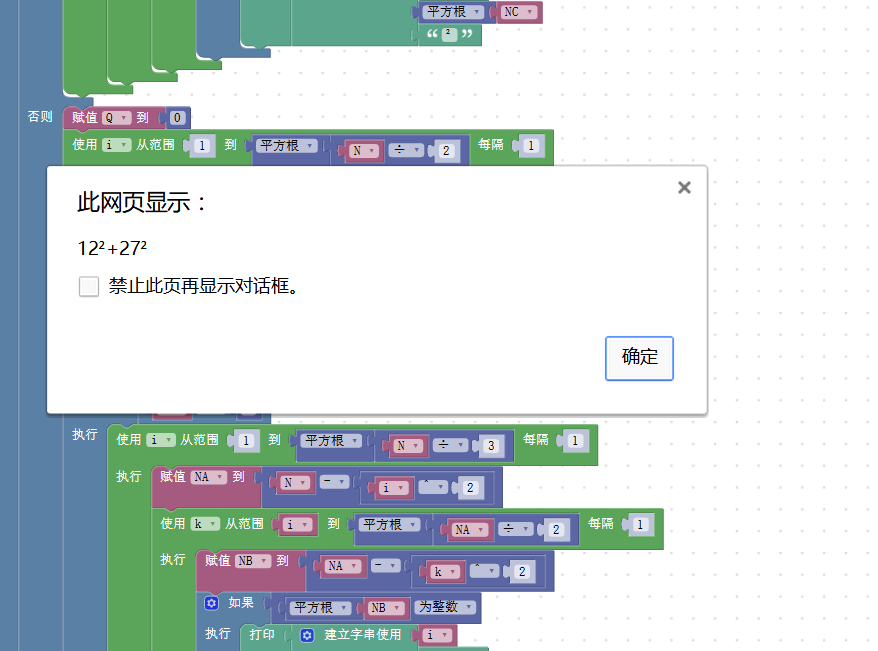 平方根 NC
“ ² ”
否则 赋值 Q 到 0
使用 i 从范围 1 到 平方根 N ÷ 2 每隔 1
此网页显示：
12²+27²
禁止此页再显示对话框。
确定
执行 使用 i 从范围 1 到 平方根 N ÷ 3 每隔 1
执行 赋值 NA 到 N - i ^ 2
使用 k 从范围 i 到 平方根 NA ÷ 2 每隔 1
执行 赋值 NB 到 NA - k ^ 2
如果 平方根 NB 为整数
执行 打印 建立字串使用 i